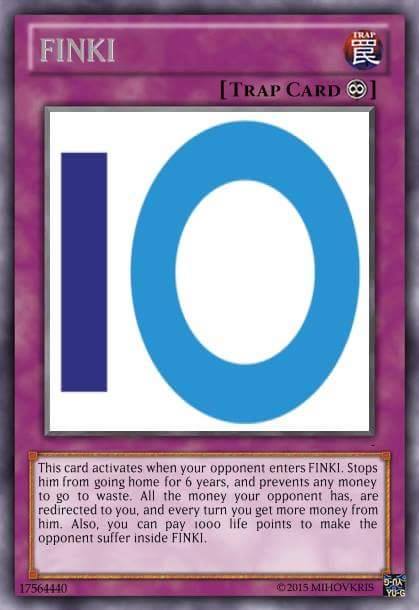 FINKI
TRAP
罠
[TRAP CARD ]
IO
This card activates when your opponent enters FINKI. Stops
him from going home for 6 years, and prevents any money
to go to waste. All the money your opponent has, are
redirected to you, and every turn you get more money from
him. Also, you can pay 1000 life points to make the
opponent suffer inside FINKI.
17564440
©2015 MIHOVKRIS